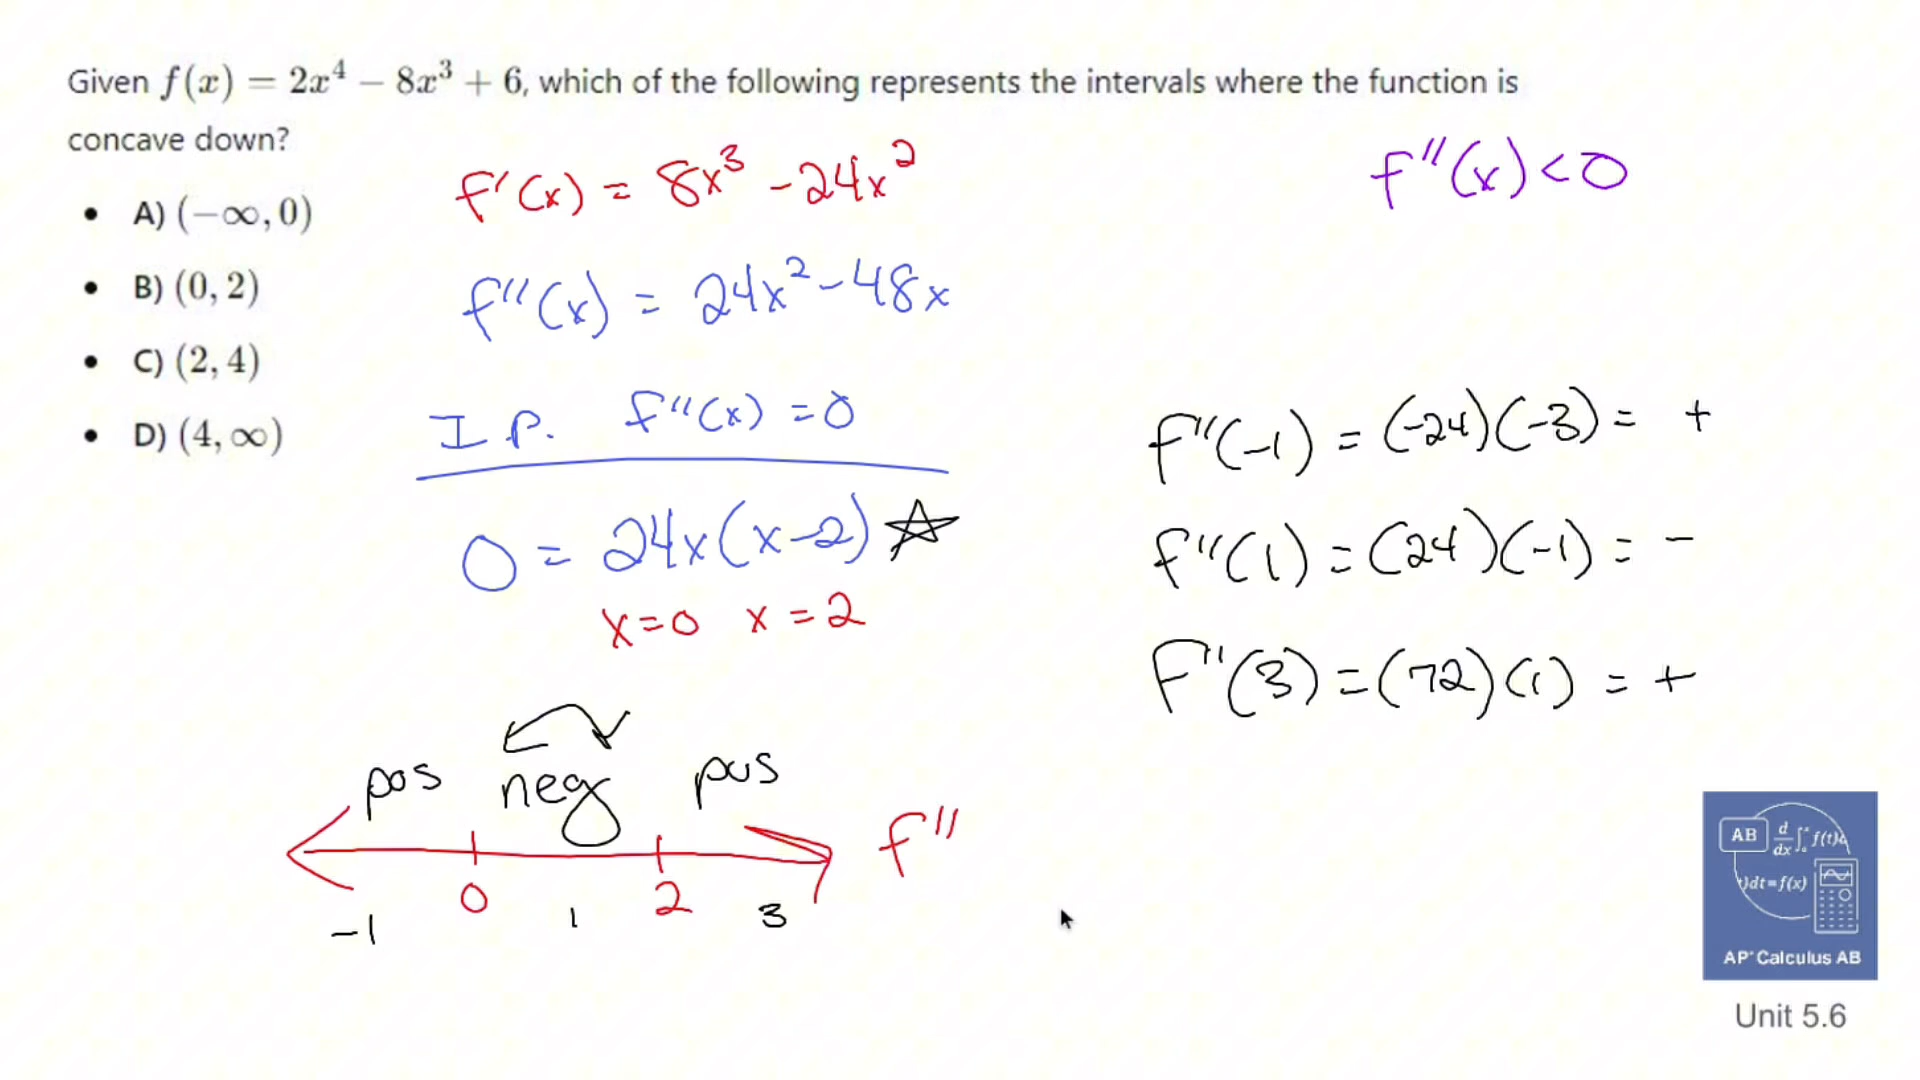 Given f(x) = 2x⁴ − 8x³ + 6, which of the following represents the intervals where the function is
concave down?
• A) (−∞, 0)
• B) (0, 2)
• C) (2, 4)
• D) (4, ∞)
f'(x) = 8x³ - 24x²
f''(x) = 24x² - 48x
I.P. f''(x) = 0
0 = 24x(x-2) ☆
x=0 x=2
f''(x) < 0
f''(-1) = (-24)(-3) = +
f''(1) = (24)(-1) = -
F''(3) = (72)(1) = +
pos neg pos
f''
0 2
-1 1 3
AB d/dx ∫ f(t)d
t)dt=f(x)
AP® Calculus AB
Unit 5.6